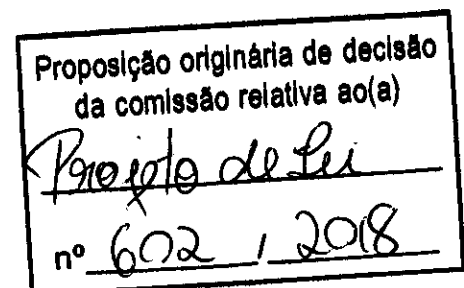 Proposição originária de decisão
da comissão relativa ao(a)
Projeto de Lei
nº 602 / 2018